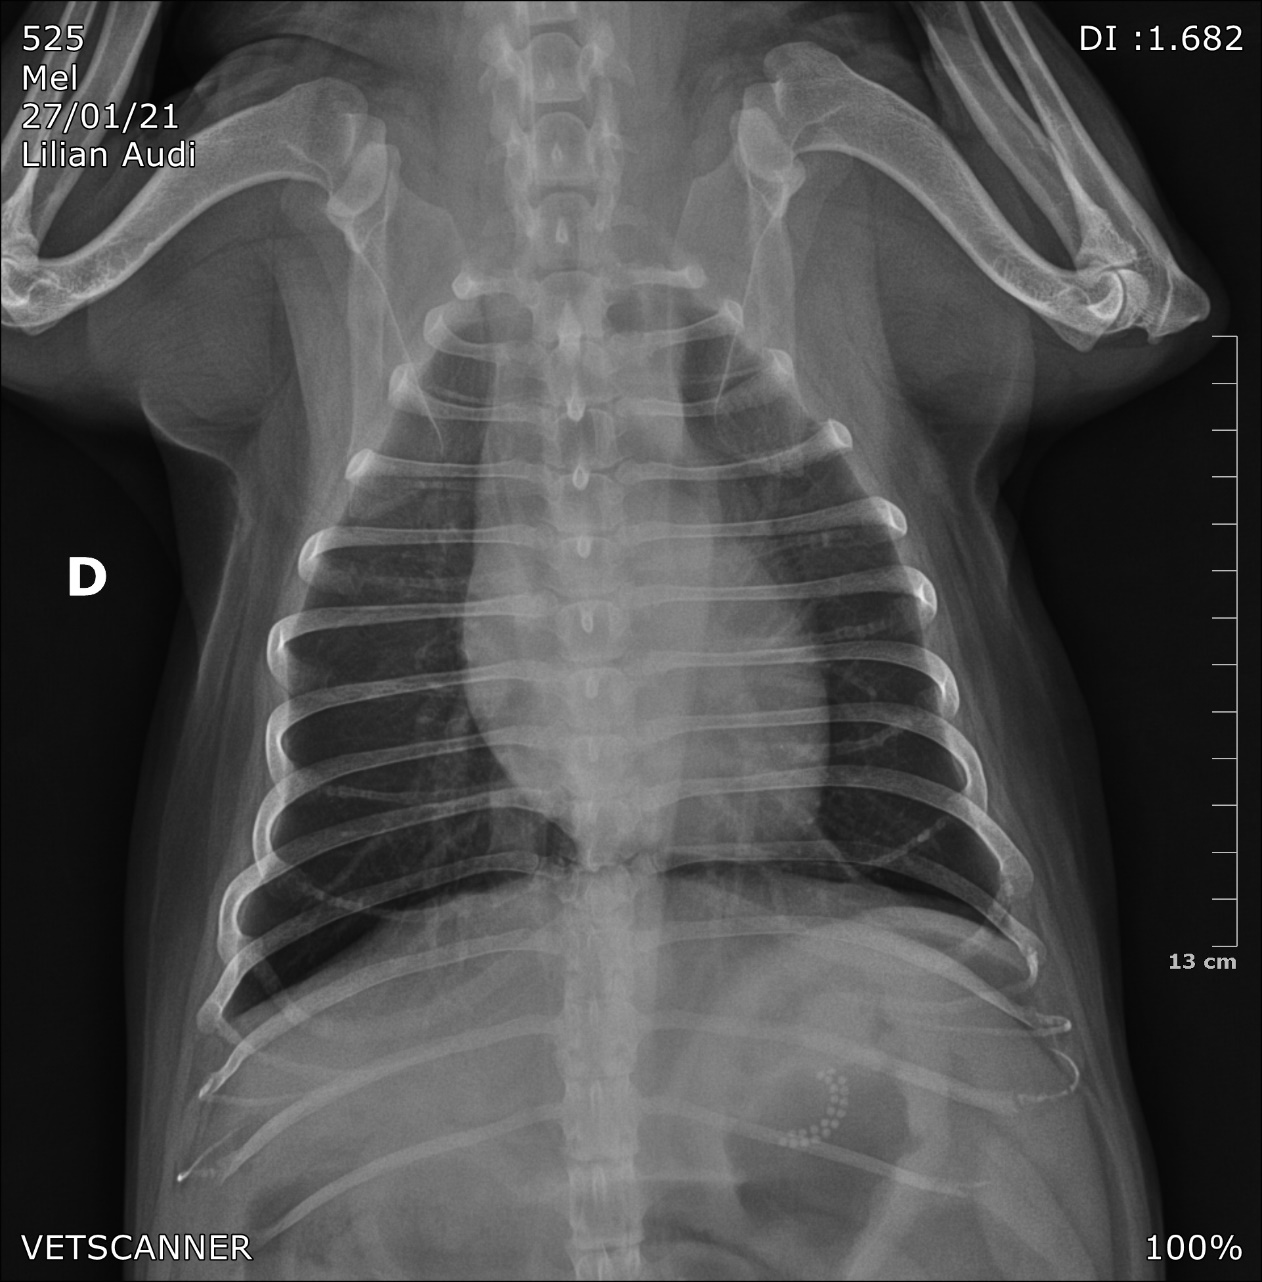 525
Mel
27/01/21
Lilian Audi
DI :1.682
D
13 cm
VETSCANNER
100%